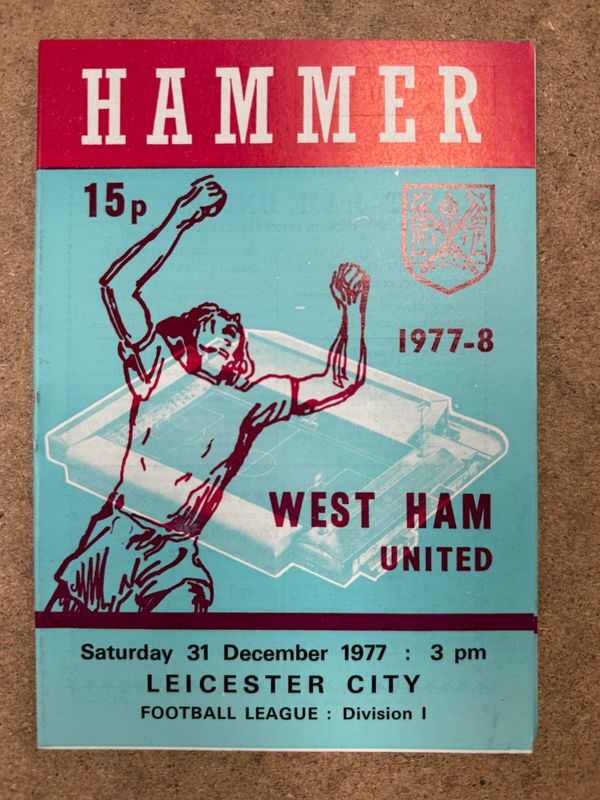 HAMMER
15p
1977-8
WEST HAM
UNITED
Saturday 31 December 1977 : 3 pm
LEICESTER CITY
FOOTBALL LEAGUE : Division I